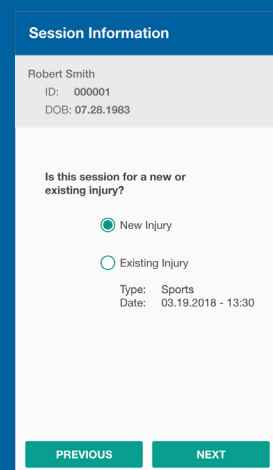 Session Information
Robert Smith
ID: 000001
DOB: 07.28.1983
Is this session for a new or
existing injury?
New Injury
Existing Injury
Type: Sports
Date: 03.19.2018 - 13:30
PREVIOUS NEXT